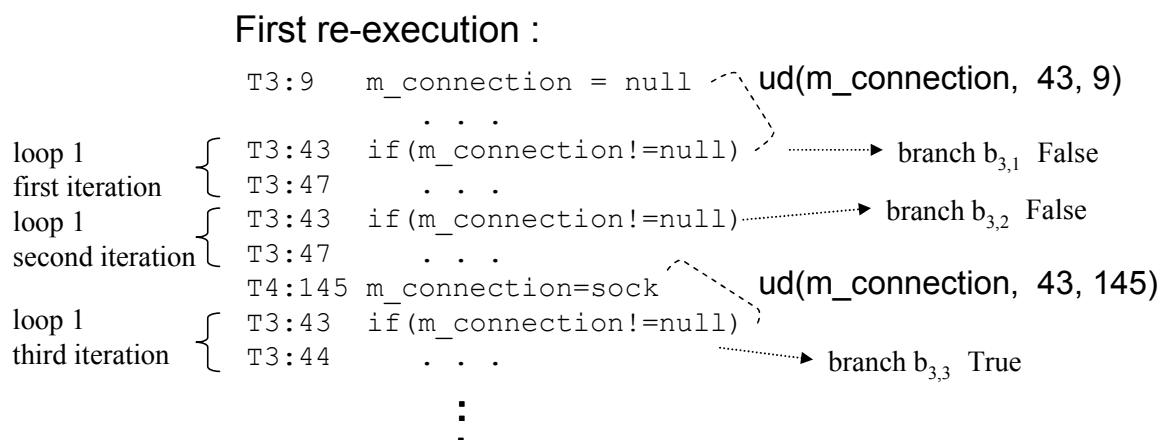 First re-execution :
T3:9 m_connection = null ud(m_connection, 43, 9)
. . .
loop 1
first iteration
T3:43 if(m_connection!=null) branch b3,1 False
T3:47 . . .
loop 1
second iteration
T3:43 if(m_connection!=null) branch b3,2 False
T3:47 . . .
T4:145 m_connection=sock ud(m_connection, 43, 145)
loop 1
third iteration
T3:43 if(m_connection!=null)
T3:44 . . . branch b3,3 True
: